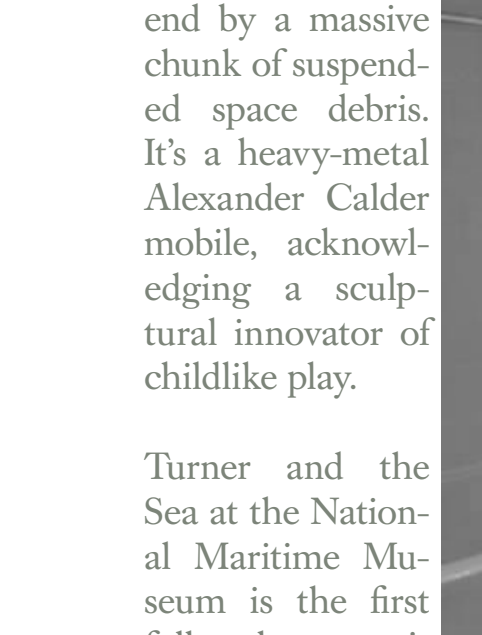 end by a massive
chunk of suspend-
ed space debris.
It's a heavy-metal
Alexander Calder
mobile, acknowl-
edging a sculp-
tural innovator of
childlike play.
Turner and the
Sea at the Nation-
al Maritime Mu-
seum is the first